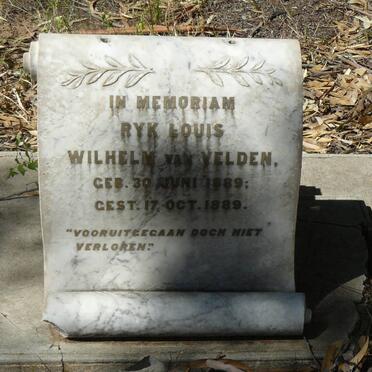 IN MEMORIAM
RYK LOUIS
WILHELM VAN VELDEN,
GEB. 30 JUNI 1889;
GEST. 17 OCT. 1889.
"VOORUITGEGAAN DOCH NIET
VERLOREN."